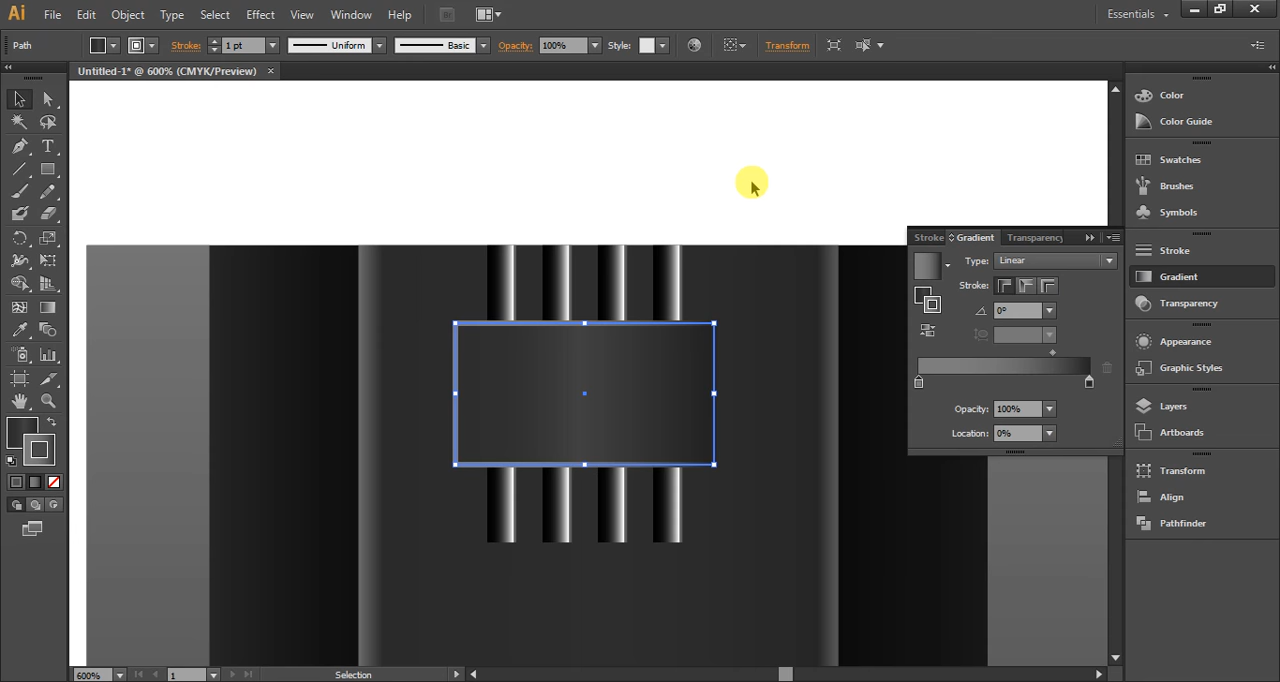 Ai File Edit Object Type Select Effect View Window Help Br Essentials
Path Stroke: 1 pt Uniform Basic Opacity: 100% Style: Transform
Untitled-1* @ 600% (CMYK/Preview) ×
Color
Color Guide
Swatches
Brushes
Symbols
Stroke
Gradient
Transparency
Appearance
Graphic Styles
Layers
Artboards
Transform
Align
Pathfinder
Stroke Gradient Transparency
Type: Linear
Stroke:
0°
Opacity: 100%
Location: 0%
T
600% 1 Selection